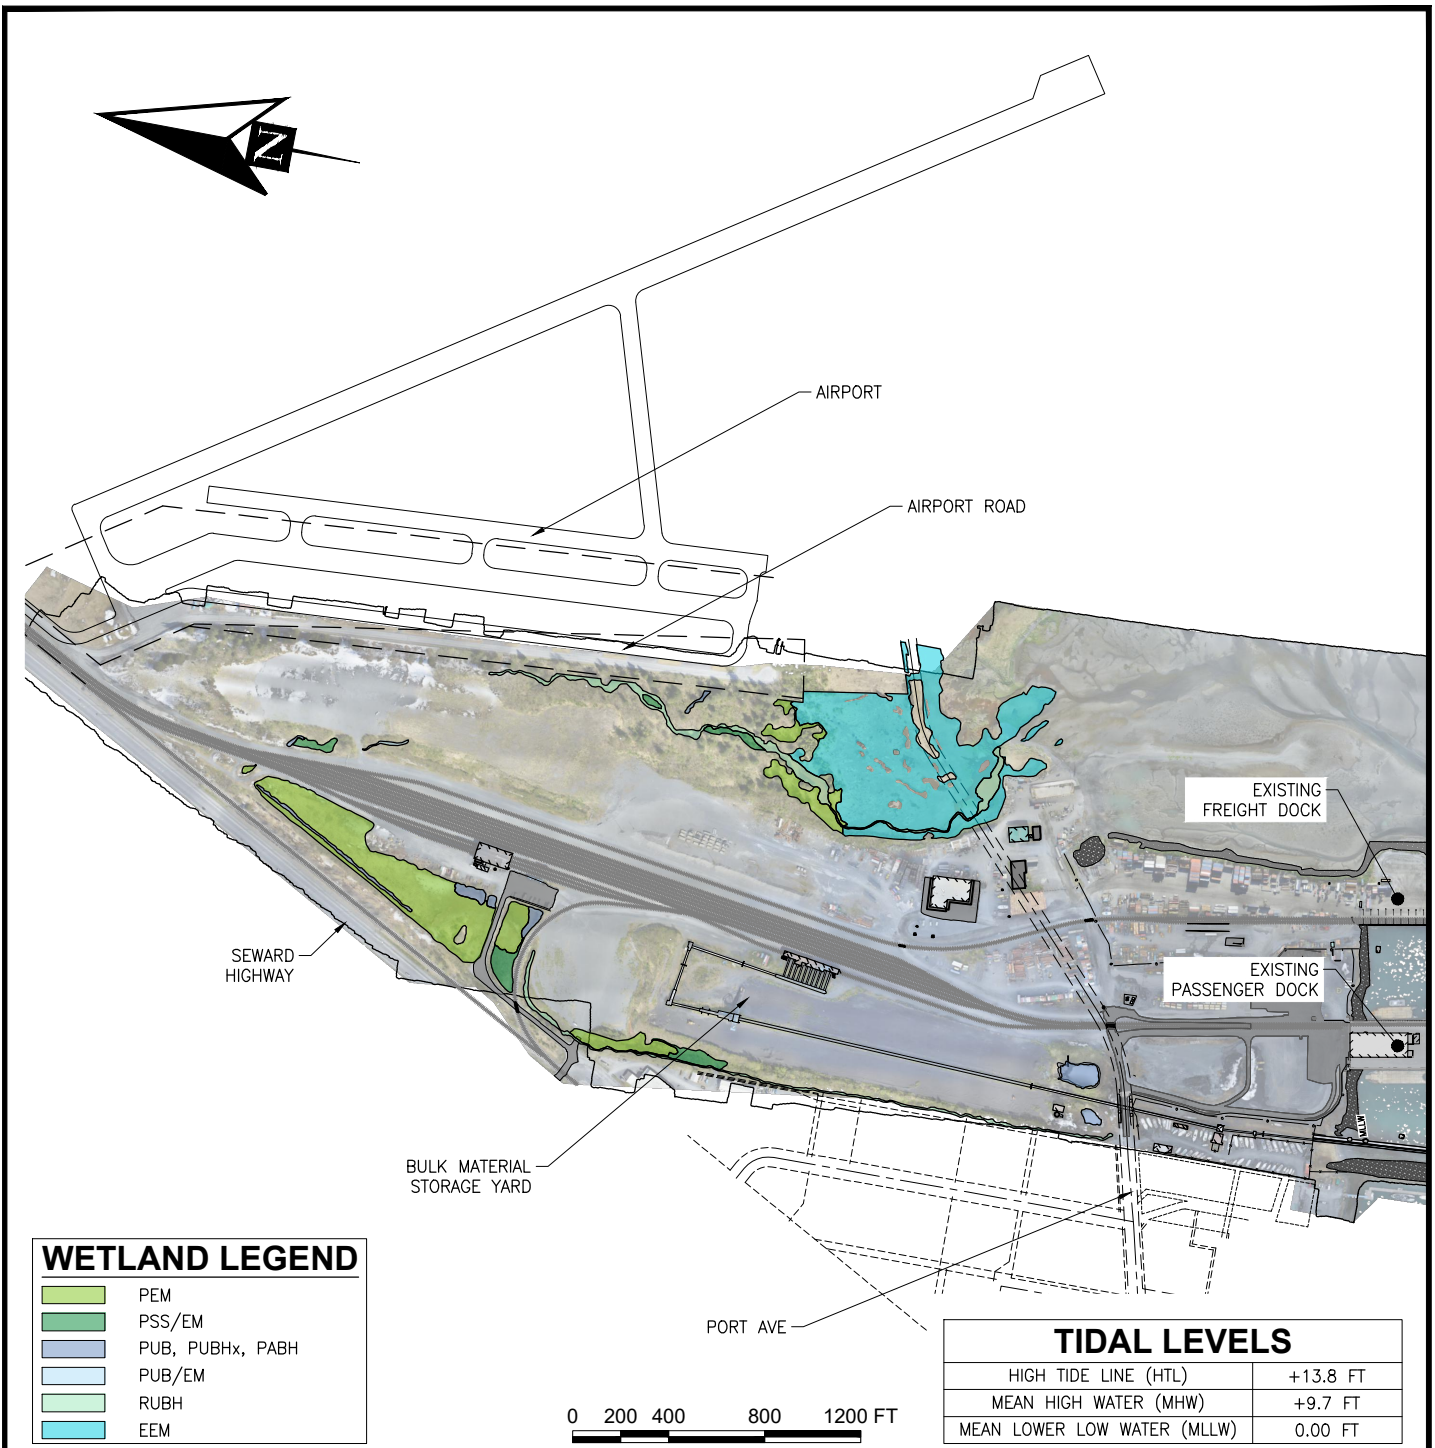 N
AIRPORT
AIRPORT ROAD
EXISTING
FREIGHT DOCK
SEWARD
HIGHWAY
EXISTING
PASSENGER DOCK
MLLW
BULK MATERIAL
STORAGE YARD
PORT AVE
WETLAND LEGEND
PEM
PSS/EM
PUB, PUBHx, PABH
PUB/EM
RUBH
EEM
0 200 400 800 1200 FT
TIDAL LEVELS
HIGH TIDE LINE (HTL) +13.8 FT
MEAN HIGH WATER (MHW) +9.7 FT
MEAN LOWER LOW WATER (MLLW) 0.00 FT